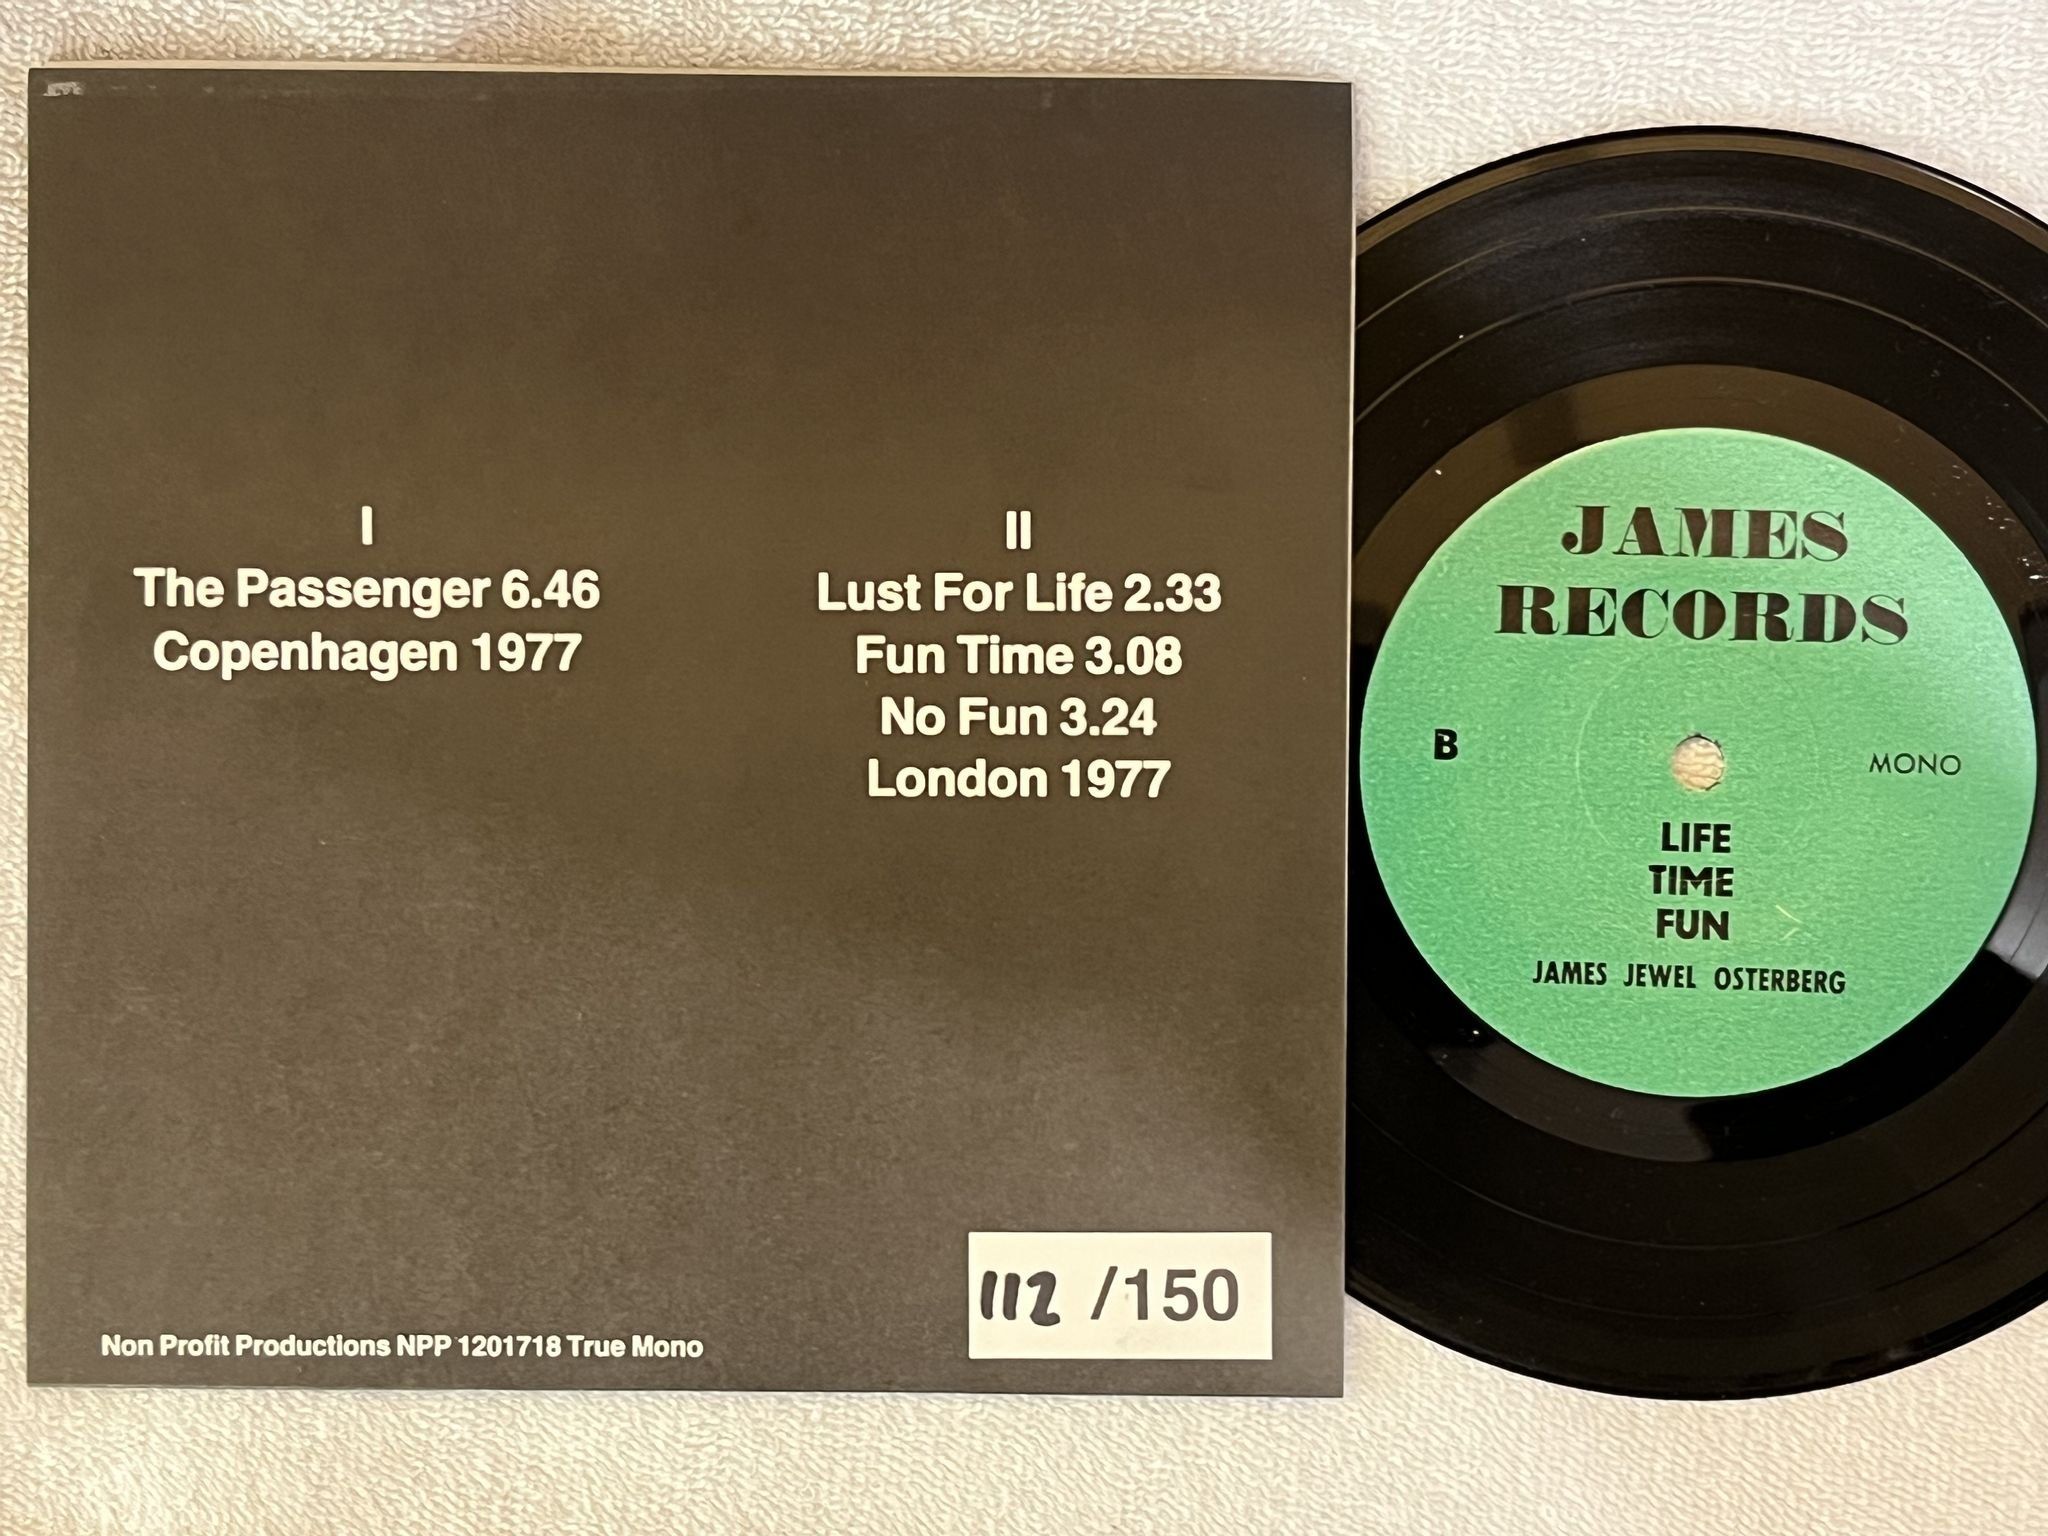 I
The Passenger 6.46
Copenhagen 1977
II
Lust For Life 2.33
Fun Time 3.08
No Fun 3.24
London 1977
Non Profit Productions NPP 1201718 True Mono
112 /150
JAMES
RECORDS
B
MONO
LIFE
TIME
FUN
JAMES JEWEL OSTERBERG